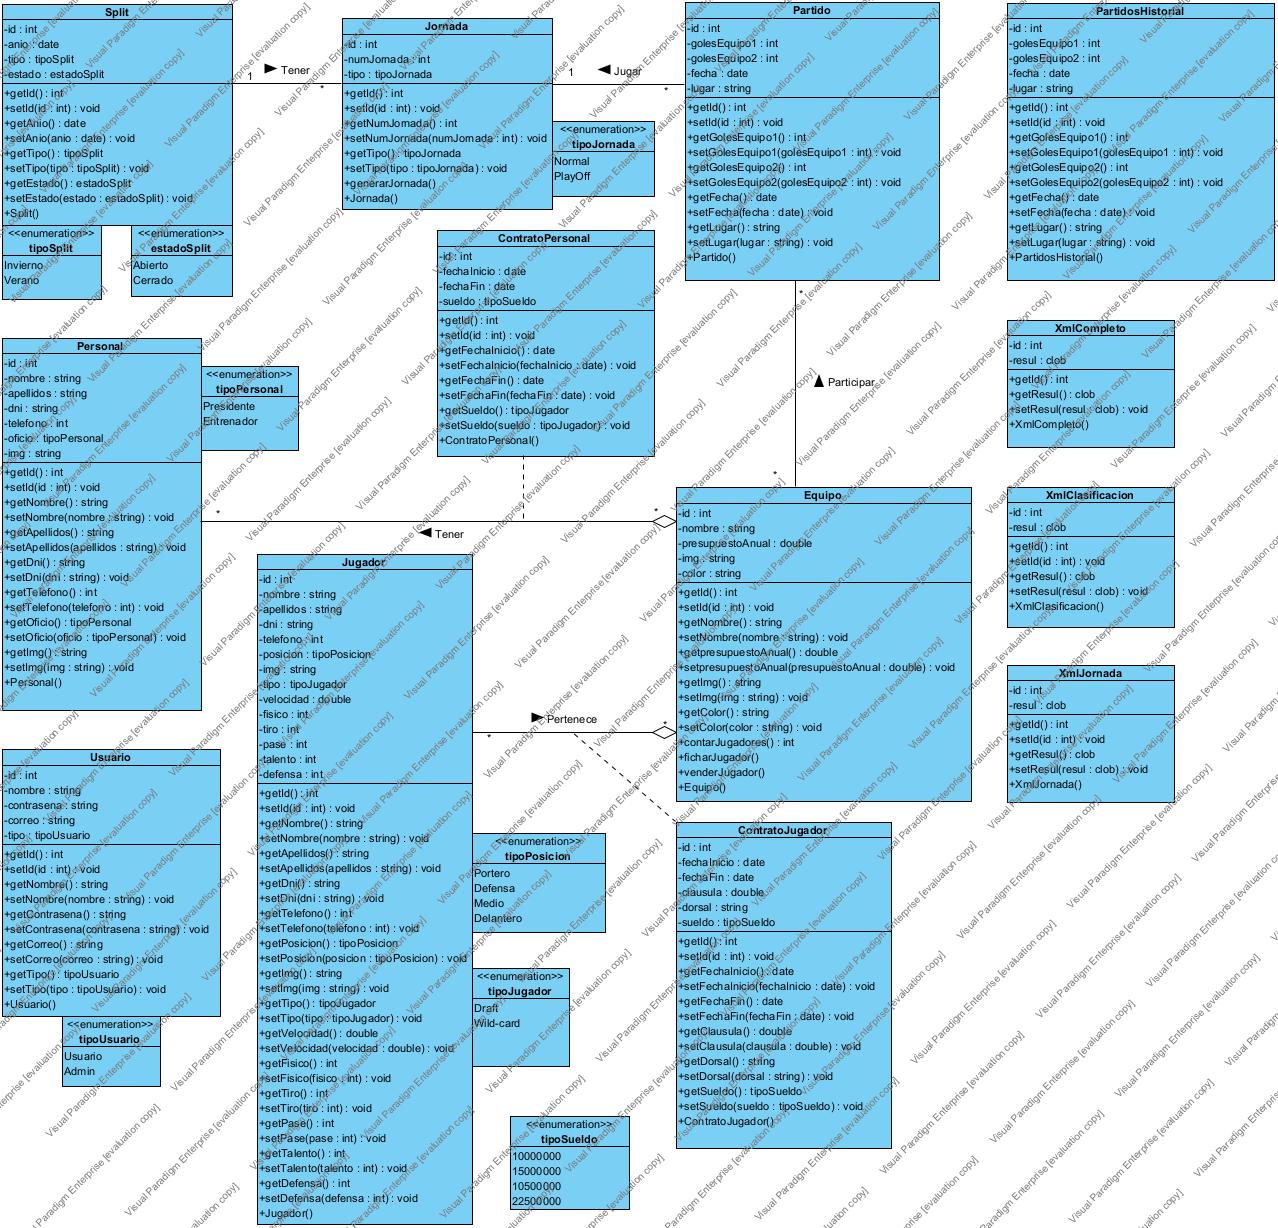 Split
-id : int
-anio : date
-tipo : tipoSplit
-estado : estadoSplit
+getId() : int
+setId(id : int) : void
+getAnio() : date
+setAnio(anio : date) : void
+getTipo() : tipoSplit
+setTipo(tipo : tipoSplit) : void
+getEstado() : estadoSplit
+setEstado(estado : estadoSplit) : void
+Split()
<<enumeration>>
tipoSplit
Invierno
Verano
<<enumeration>>
estadoSplit
Abierto
Cerrado
1
Tener
*
Jornada
-id : int
-numJornada : int
-tipo : tipoJornada
+getId() : int
+setId(id : int) : void
+getNumJornada() : int
+setNumJornada(numJornada : int) : void
+getTipo() : tipoJornada
+setTipo(tipo : tipoJornada) : void
+generarJornada()
+Jornada()
<<enumeration>>
tipoJornada
Normal
PlayOff
1
Jugar
*
Partido
-id : int
-golesEquipo1 : int
-golesEquipo2 : int
-fecha : date
-lugar : string
+getId() : int
+setId(id : int) : void
+getGolesEquipo1() : int
+setGolesEquipo1(golesEquipo1 : int) : void
+getGolesEquipo2() : int
+setGolesEquipo2(golesEquipo2 : int) : void
+getFecha() : date
+setFecha(fecha : date) : void
+getLugar() : string
+setLugar(lugar : string) : void
+Partido()
PartidosHistorial
-id : int
-golesEquipo1 : int
-golesEquipo2 : int
-fecha : date
-lugar : string
+getId() : int
+setId(id : int) : void
+getGolesEquipo1() : int
+setGolesEquipo1(golesEquipo1 : int) : void
+getGolesEquipo2() : int
+setGolesEquipo2(golesEquipo2 : int) : void
+getFecha() : date
+setFecha(fecha : date) : void
+getLugar() : string
+setLugar(lugar : string) : void
+PartidosHistorial()
ContratoPersonal
-id : int
-fechaInicio : date
-fechaFin : date
-sueldo : tipoSueldo
+getId() : int
+setId(id : int) : void
+getFechaInicio() : date
+setFechaInicio(fechaInicio : date) : void
+getFechaFin() : date
+setFechaFin(fechaFin : date) : void
+getSueldo() : tipoJugador
+setSueldo(sueldo : tipoJugador) : void
+ContratoPersonal()
*
Participar
*
XmlCompleto
-id : int
-resul : clob
+getId() : int
+getResul() : clob
+setResul(resul : clob) : void
+XmlCompleto()
Personal
-id : int
-nombre : string
-apellidos : string
-dni : string
-telefono : int
-oficio : tipoPersonal
-img : string
+getId() : int
+setId(id : int) : void
+getNombre() : string
+setNombre(nombre : string) : void
+getApellidos() : string
+setApellidos(apellidos : string) : void
+getDni() : string
+setDni(dni : string) : void
+getTelefono() : int
+setTelefono(telefono : int) : void
+getOficio() : tipoPersonal
+setOficio(oficio : tipoPersonal) : void
+getImg() : string
+setImg(img : string) : void
+Personal()
<<enumeration>>
tipoPersonal
Presidente
Entrenador
*
Tener
*
Equipo
-id : int
-nombre : string
-presupuestoAnual : double
-img : string
-color : string
+getId() : int
+setId(id : int) : void
+getNombre() : string
+setNombre(nombre : string) : void
+getpresupuestoAnual() : double
+setpresupuestoAnual(presupuestoAnual : double) : void
+getImg() : string
+setImg(img : string) : void
+getColor() : string
+setColor(color : string) : void
+contarJugadores() : int
+ficharJugador()
+venderJugador()
+Equipo()
XmlClasificacion
-id : int
-resul : clob
+getId() : int
+setId(id : int) : void
+getResul() : clob
+setResul(resul : clob) : void
+XmlClasificacion()
XmlJornada
-id : int
-resul : clob
+getId() : int
+setId(id : int) : void
+getResul() : clob
+setResul(resul : clob) : void
+XmlJornada()
Jugador
-id : int
-nombre : string
-apellidos : string
-dni : string
-telefono : int
-posicion : tipoPosicion
-img : string
-tipo : tipoJugador
-velocidad : double
-fisico : int
-tiro : int
-pase : int
-talento : int
-defensa : int
+getId() : int
+setId(id : int) : void
+getNombre() : string
+setNombre(nombre : string) : void
+getApellidos() : string
+setApellidos(apellidos : string) : void
+getDni() : string
+setDni(dni : string) : void
+getTelefono() : int
+setTelefono(telefono : int) : void
+getPosicion() : tipoPosicion
+setPosicion(posicion : tipoPosicion) : void
+getImg() : string
+setImg(img : string) : void
+getTipo() : tipoJugador
+setTipo(tipo : tipoJugador) : void
+getVelocidad() : double
+setVelocidad(velocidad : double) : void
+getFisico() : int
+setFisico(fisico : int) : void
+getTiro() : int
+setTiro(tiro : int) : void
+getPase() : int
+setPase(pase : int) : void
+getTalento() : int
+setTalento(talento : int) : void
+getDefensa() : int
+setDefensa(defensa : int) : void
+Jugador()
*
Pertenece
*
Usuario
-id : int
-nombre : string
-contrasena : string
-correo : string
-tipo : tipoUsuario
+getId() : int
+setId(id : int) : void
+getNombre() : string
+setNombre(nombre : string) : void
+getContrasena() : string
+setContrasena(contrasena : string) : void
+getCorreo() : string
+setCorreo(correo : string) : void
+getTipo() : tipoUsuario
+setTipo(tipo : tipoUsuario) : void
+Usuario()
<<enumeration>>
tipoUsuario
Usuario
Admin
<<enumeration>>
tipoPosicion
Portero
Defensa
Medio
Delantero
<<enumeration>>
tipoJugador
Draft
Wild-card
<<enumeration>>
tipoSueldo
10000000
15000000
10500000
22500000
ContratoJugador
-id : int
-fechaInicio : date
-fechaFin : date
-clausula : double
-dorsal : string
-sueldo : tipoSueldo
+getId() : int
+setId(id : int) : void
+getFechaInicio() : date
+setFechaInicio(fechaInicio : date) : void
+getFechaFin() : date
+setFechaFin(fechaFin : date) : void
+getClausula() : double
+setClausula(clausula : double) : void
+getDorsal() : string
+setDorsal(dorsal : string) : void
+getSueldo() : tipoSueldo
+setSueldo(sueldo : tipoSueldo) : void
+ContratoJugador()
Visual Paradigm Enterprise [evaluation copy]